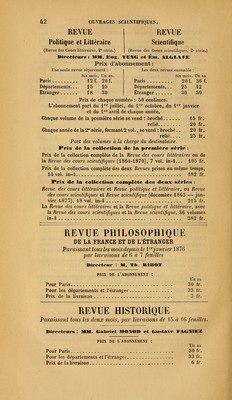 42 OUVRAGES SCIENTIFIQUES.
REVUE
Politique et Littéraire
(Revue des Cours littéraires, 2e série.)
REVUE
Scientifique
(Revue des Cours scientifiques, 2e série.)
Directeurs : MM. Eug. YUNG et Em. ALGLAVE
Prix d'abonnement :
Une seule revue séparément : Les deux revues ensemble :
Six mois. Un an. Six mois. Un an.
Paris 12 f. 20 f. Paris 20 f. 36 f.
Départements 15 25 Départements 25 42
Étranger 18 30 Étranger 30 50
Prix de chaque numéro : 50 centimes.
L'abonnement part du 1er juillet, du 1er octobre, du 1er janvier
et du 1er avril de chaque année.
Chaque volume de la première série se vend : broché 15 fr.
relié 20 fr.
Chaque année de la 2e série, formant 2 vol., se vend : broché 20 fr.
relié 25 fr.
Port des volumes à la charge du destinataire.
Prix de la collection de la première série :
Prix de la collection complète de la Revue des cours littéraires ou de
la Revue des cours scientifiques (1864-1870), 7 vol. in-4 105 fr.
Prix de la collection complète des deux Revues prises en même temps,
14 vol. in-4 182 fr.
Prix de la collection complète des deux séries :
Revue des cours littéraires et Revue politique et littéraire, ou Revue
des cours scientifiques et Revue scientifique (décembre 1863 — jan-
vier 1877), 19 vol. in-4 215 fr.
La Revue des cours littéraires et la Revue politique et littéraire, avec
la Revue des cours scientifiques et la Revue scientifique, 38 volumes
in-4 383 fr.
REVUE PHILOSOPHIQUE
DE LA FRANCE ET DE L'ÉTRANGER
Paraissant tous les mois depuis le 1er janvier 1876
par livraisons de 6 à 7 feuilles
Directeur : M. Th. RIBOT
PRIX DE L'ABONNEMENT :
Un an
Pour Paris 30 fr.
Pour les départements et l'étranger 33 fr.
Prix de la livraison 3 fr.
REVUE HISTORIQUE
Paraissant tous les deux mois, par livraisons de 15 à 16 feuilles.
Directeurs : MM. Gabriel MONOD et Gustave FAGNIEZ
PRIX DE L'ABONNEMENT :
Un an
Pour Paris 30 fr.
Pour les départements et l'étranger 33 fr.
Prix de la livraison 6 fr.